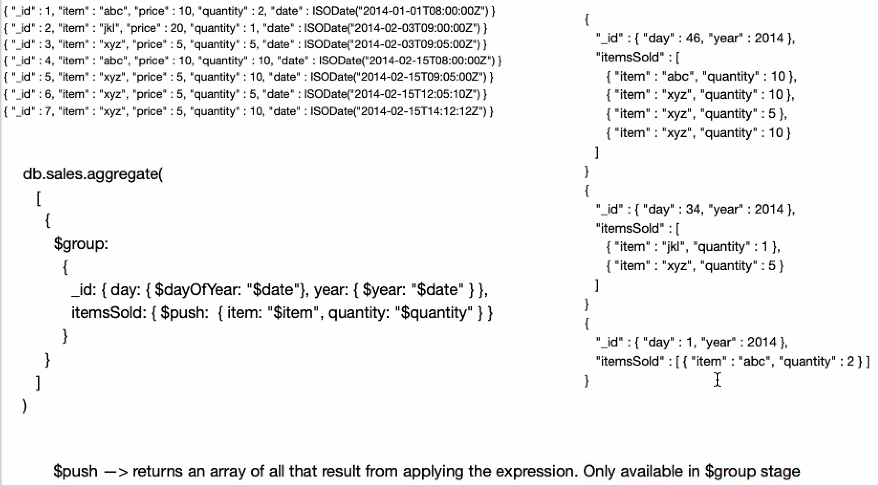 { "_id" : 1, "item" : "abc", "price" : 10, "quantity" : 2, "date" : ISODate("2014-01-01T08:00:00Z") }
{ "_id" : 2, "item" : "jkl", "price" : 20, "quantity" : 1, "date" : ISODate("2014-02-03T09:00:00Z") }
{ "_id" : 3, "item" : "xyz", "price" : 5, "quantity" : 5, "date" : ISODate("2014-02-03T09:05:00Z") }
{ "_id" : 4, "item" : "abc", "price" : 10, "quantity" : 10, "date" : ISODate("2014-02-15T08:00:00Z") }
{ "_id" : 5, "item" : "xyz", "price" : 5, "quantity" : 10, "date" : ISODate("2014-02-15T09:05:00Z") }
{ "_id" : 6, "item" : "xyz", "price" : 5, "quantity" : 5, "date" : ISODate("2014-02-15T12:05:10Z") }
{ "_id" : 7, "item" : "xyz", "price" : 5, "quantity" : 10, "date" : ISODate("2014-02-15T14:12:12Z") }
db.sales.aggregate(
[
{
$group:
{
_id: { day: { $dayOfYear: "$date"}, year: { $year: "$date" } },
itemsSold: { $push:  { item: "$item", quantity: "$quantity" } }
}
}
]
)
{
"_id" : { "day" : 46, "year" : 2014 },
"itemsSold" : [
{ "item" : "abc", "quantity" : 10 },
{ "item" : "xyz", "quantity" : 10 },
{ "item" : "xyz", "quantity" : 5 },
{ "item" : "xyz", "quantity" : 10 }
]
}
{
"_id" : { "day" : 34, "year" : 2014 },
"itemsSold" : [
{ "item" : "jkl", "quantity" : 1 },
{ "item" : "xyz", "quantity" : 5 }
]
}
{
"_id" : { "day" : 1, "year" : 2014 },
"itemsSold" : [ { "item" : "abc", "quantity" : 2 } ]
}
$push —> returns an array of all that result from applying the expression. Only available in $group stage